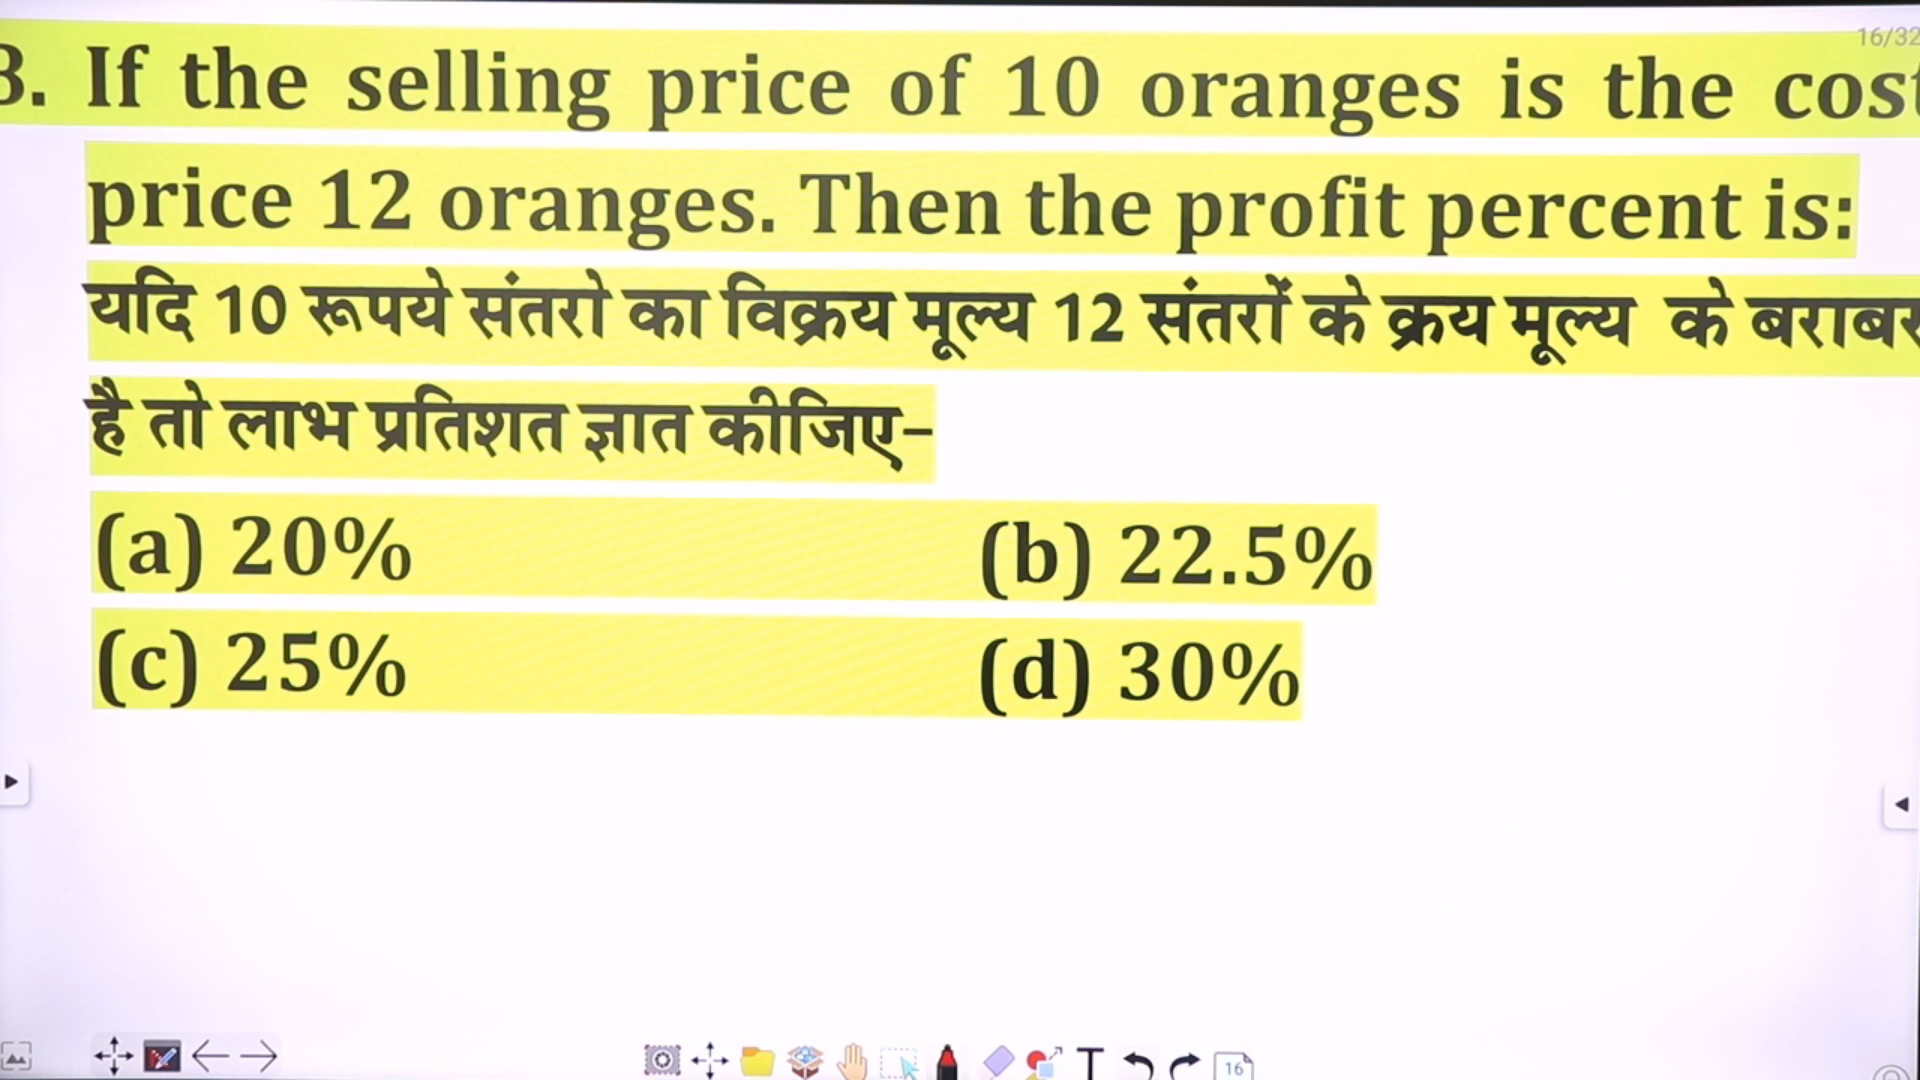 16/32
3. If the selling price of 10 oranges is the cost
price 12 oranges. Then the profit percent is:
यदि 10 रूपये संतरो का विक्रय मूल्य 12 संतरों के क्रय मूल्य के बराबर
है तो लाभ प्रतिशत ज्ञात कीजिए–
(a) 20% (b) 22.5%
(c) 25% (d) 30%
T 16